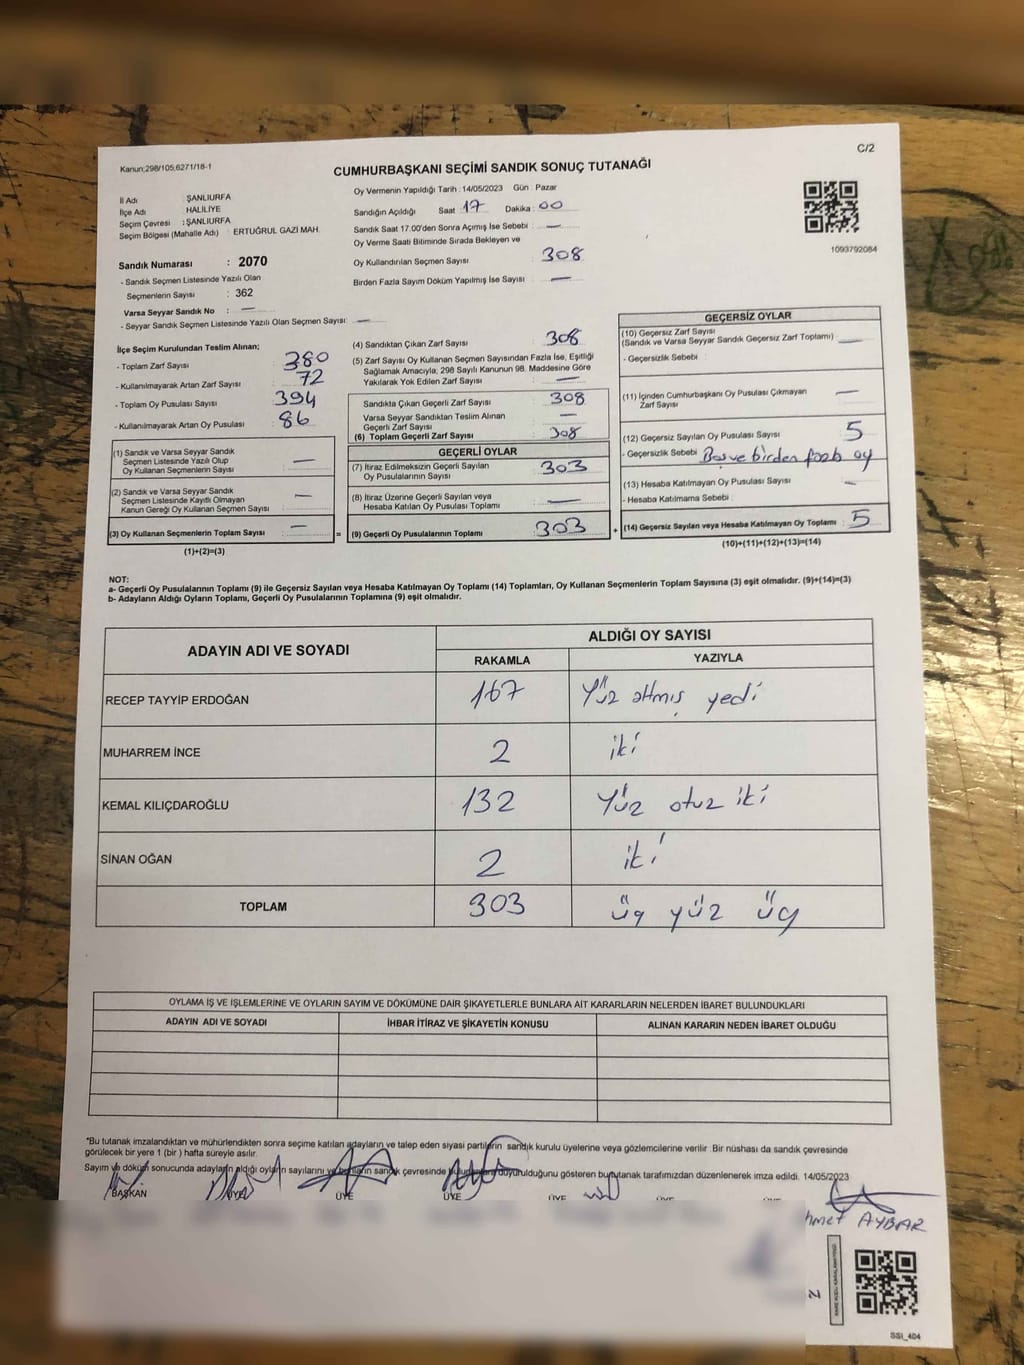 C/2
Kanun;298/105;6271/18-1
CUMHURBAŞKANI SEÇİMİ SANDIK SONUÇ TUTANAĞI
İl Adı : ŞANLIURFA
İlçe Adı HALİLİYE
Seçim Çevresi : ŞANLIURFA
Seçim Bölgesi (Mahalle Adı) : ERTUĞRUL GAZİ MAH.
Sandık Numarası : 2070
- Sandık Seçmen Listesinde Yazılı Olan
Seçmenlerin Sayısı : 362
Varsa Seyyar Sandık No : —
- Seyyar Sandık Seçmen Listesinde Yazılı Olan Seçmen Sayısı: —
Oy Vermenin Yapıldığı Tarih : 14/05/2023 Gün : Pazar
Sandığın Açıldığı Saat 17 Dakika : 00
Sandık Saat 17.00'den Sonra Açımış İse Sebebi : —
Oy Verme Saati Bitiminde Sırada Bekleyen ve
Oy Kullandırılan Seçmen Sayısı : 308
Birden Fazla Sayım Döküm Yapılmış İse Sayısı : —
1093792084
İlçe Seçim Kurulundan Teslim Alınan;
- Toplam Zarf Sayısı : 380
- Kullanılmayarak Artan Zarf Sayısı : 72
- Toplam Oy Pusulası Sayısı : 394
- Kullanılmayarak Artan Oy Pusulası : 86
(1) Sandık ve Varsa Seyyar Sandık
Seçmen Listesinde Yazılı Olup
Oy Kullanan Seçmenlerin Sayısı : —
(2) Sandık ve Varsa Seyyar Sandık
Seçmen Listesinde Kayıtlı Olmayan
Kanun Gereği Oy Kullanan Seçmen Sayısı : —
(3) Oy Kullanan Seçmenlerin Toplam Sayısı : —
(1)+(2)=(3)
=
(4) Sandıktan Çıkan Zarf Sayısı : 308
(5) Zarf Sayısı Oy Kullanan Seçmen Sayısından Fazla İse, Eşitliği
Sağlamak Amacıyla; 298 Sayılı Kanunun 98. Maddesine Göre
Yakılarak Yok Edilen Zarf Sayısı : —
Sandıkta Çıkan Geçerli Zarf Sayısı : 308
Varsa Seyyar Sandıktan Teslim Alınan
Geçerli Zarf Sayısı : —
(6) Toplam Geçerli Zarf Sayısı : 308
GEÇERLİ OYLAR
(7) İtiraz Edilmeksizin Geçerli Sayılan
Oy Pusulalarının Sayısı : 303
(8) İtiraz Üzerine Geçerli Sayılan veya
Hesaba Katılan Oy Pusulası Toplamı : —
(9) Geçerli Oy Pusulalarının Toplamı : 303
+
GEÇERSİZ OYLAR
(10) Geçersiz Zarf Sayısı
(Sandık ve Varsa Seyyar Sandık Geçersiz Zarf Toplamı) : —
- Geçersizlik Sebebi :
(11) İçinden Cumhurbaşkanı Oy Pusulası Çıkmayan
Zarf Sayısı : —
(12) Geçersiz Sayılan Oy Pusulası Sayısı : 5
- Geçersizlik Sebebi : Boş ve birden fazla oy
(13) Hesaba Katılmayan Oy Pusulası Sayısı : —
- Hesaba Katılmama Sebebi :
(14) Geçersiz Sayılan veya Hesaba Katılmayan Oy Toplamı : 5
(10)+(11)+(12)+(13)=(14)
NOT:
a- Geçerli Oy Pusulalarının Toplamı (9) ile Geçersiz Sayılan veya Hesaba Katılmayan Oy Toplamı (14) Toplamları, Oy Kullanan Seçmenlerin Toplam Sayısına (3) eşit olmalıdır. (9)+(14)=(3)
b- Adayların Aldığı Oyların Toplamı, Geçerli Oy Pusulalarının Toplamına (9) eşit olmalıdır.
ADAYIN ADI VE SOYADI ALDIĞI OY SAYISI
RAKAMLA YAZIYLA
RECEP TAYYİP ERDOĞAN 167 Yüz altmış yedi
MUHARREM İNCE 2 iki
KEMAL KILIÇDAROĞLU 132 Yüz otuz iki
SİNAN OĞAN 2 iki
TOPLAM 303 üç yüz üç
OYLAMA İŞ VE İŞLEMLERİNE VE OYLARIN SAYIM VE DÖKÜMÜNE DAİR ŞİKAYETLERLE BUNLARA AİT KARARLARIN NELERDEN İBARET BULUNDUKLARI
ADAYIN ADI VE SOYADI İHBAR İTİRAZ VE ŞİKAYETİN KONUSU ALINAN KARARIN NEDEN İBARET OLDUĞU
*Bu tutanak imzalandıktan ve mühürlendikten sonra seçime katılan adayların ve talep eden siyasi partilerin sandık kurulu üyelerine veya gözlemcilerine verilir. Bir nüshası da sandık çevresinde
görülecek bir yere 1 (bir ) hafta süreyle asılır.
Sayım ve döküm sonucunda adayların aldığı oyların sayılarını ve bunların sandık çevresinde duyurulduğunu gösteren bu tutanak tarafımızdan düzenlenerek imza edildi. 14/05/2023
BAŞKAN ÜYE ÜYE ÜYE ÜYE ÜYE ÜYE
hmet AYBAR
SSİ_404